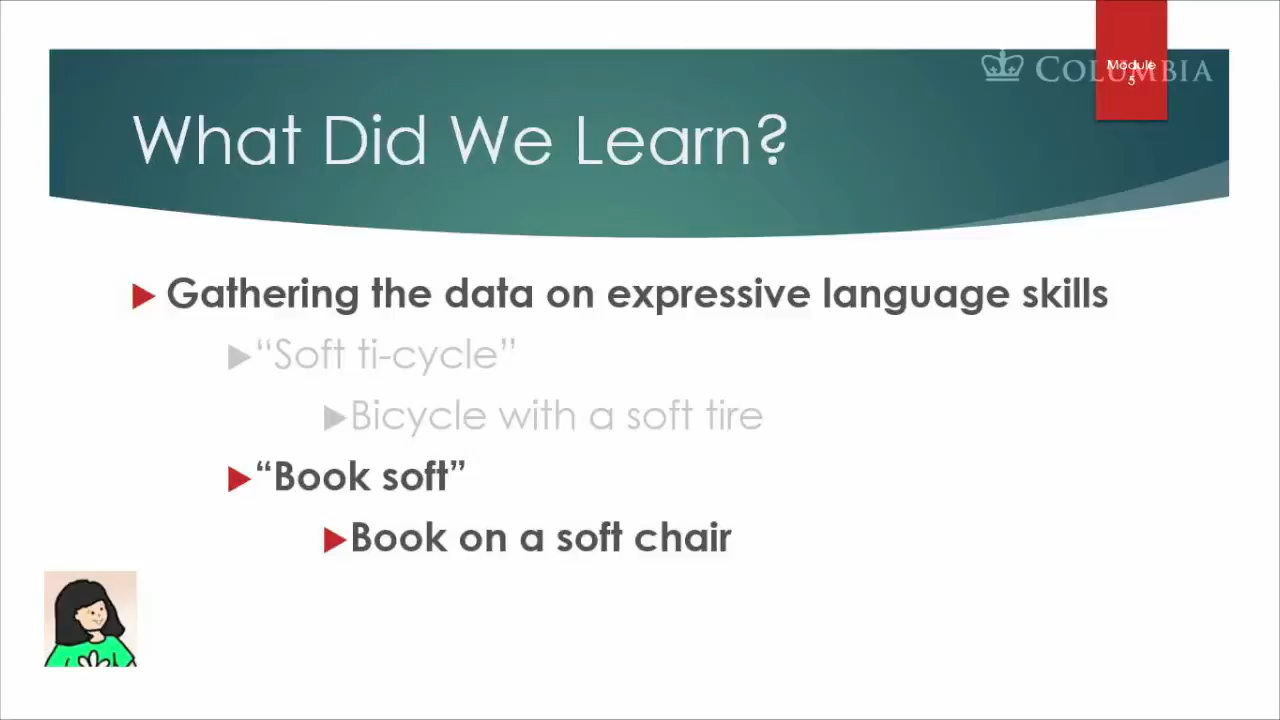 COLUMBIA
Module
5
What Did We Learn?
Gathering the data on expressive language skills
“Soft ti-cycle”
Bicycle with a soft tire
“Book soft”
Book on a soft chair